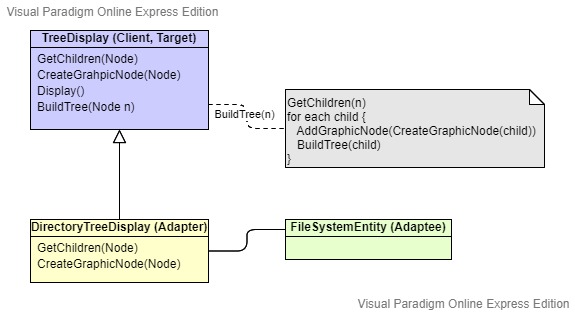 Visual Paradigm Online Express Edition
TreeDisplay (Client, Target)
GetChildren(Node)
CreateGrahpicNode(Node)
Display()
BuildTree(Node n)
BuildTree(n)
GetChildren(n)
for each child {
AddGraphicNode(CreateGraphicNode(child))
BuildTree(child)
}
DirectoryTreeDisplay (Adapter)
GetChildren(Node)
CreateGraphicNode(Node)
FileSystemEntity (Adaptee)
Visual Paradigm Online Express Edition